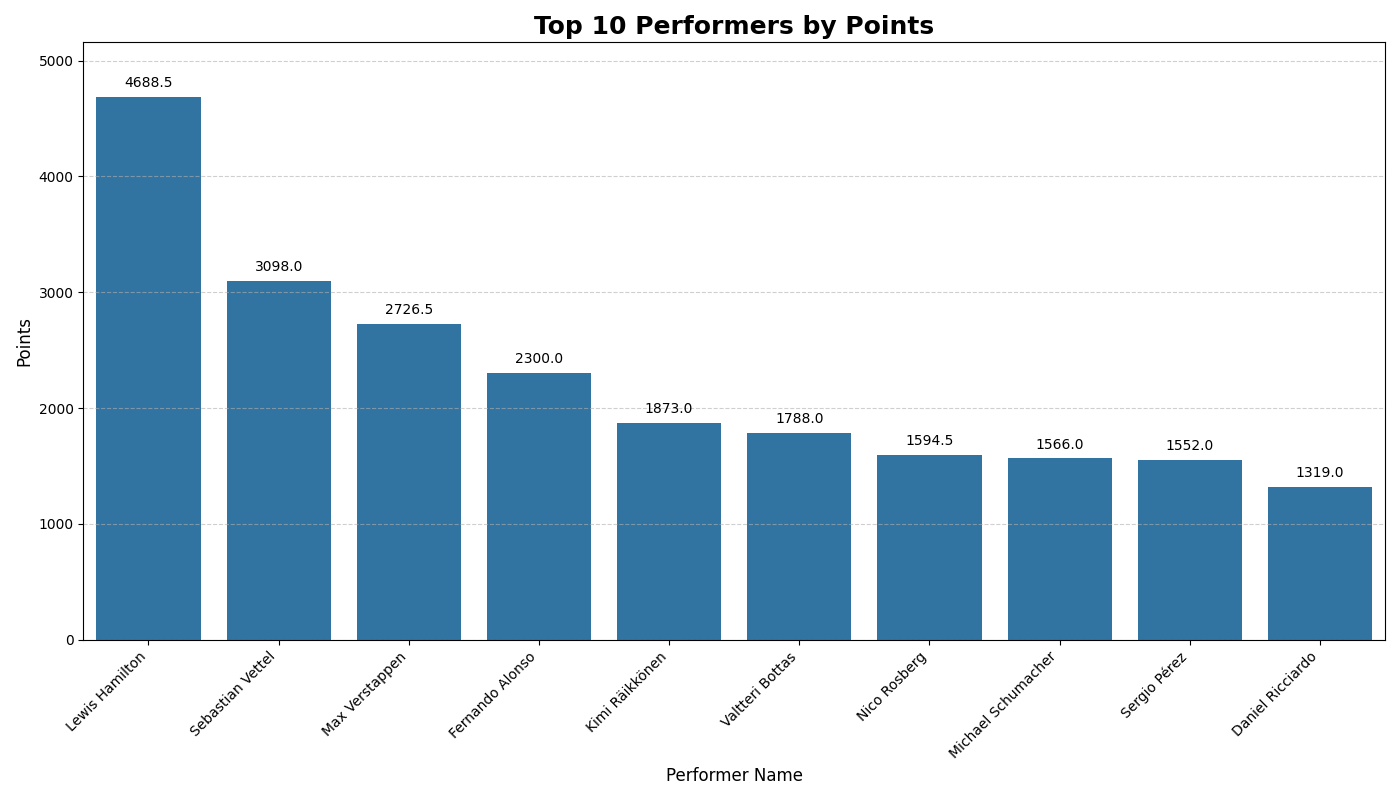 Top 10 Performers by Points
Points
5000
4000
3000
2000
1000
0
4688.5
3098.0
2726.5
2300.0
1873.0
1788.0
1594.5
1566.0
1552.0
1319.0
Lewis Hamilton
Sebastian Vettel
Max Verstappen
Fernando Alonso
Kimi Räikkönen
Valtteri Bottas
Nico Rosberg
Michael Schumacher
Sergio Pérez
Daniel Ricciardo
Performer Name